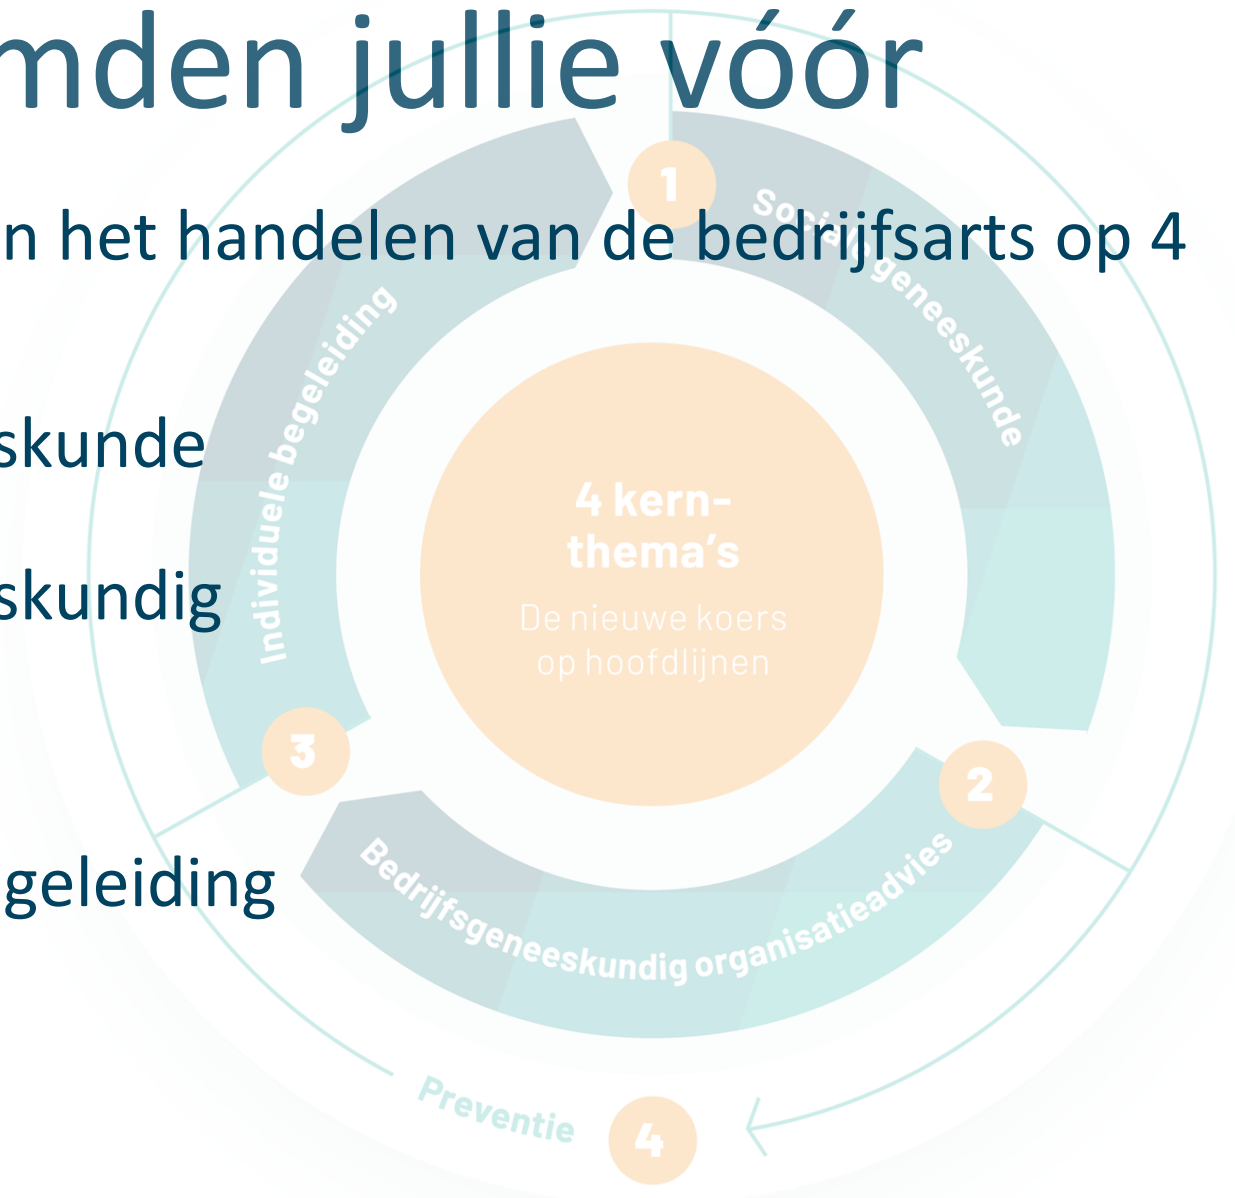 mden jullie vóór
n het handelen van de bedrijfsarts op 4
skunde
skundig
geleiding
1
Sociale geneeskunde
Individuele begeleiding
4 kern-
thema's
De nieuwe koers
op hoofdlijnen
3
2
Bedrijfsgeneeskundig organisatieadvies
Preventie
4